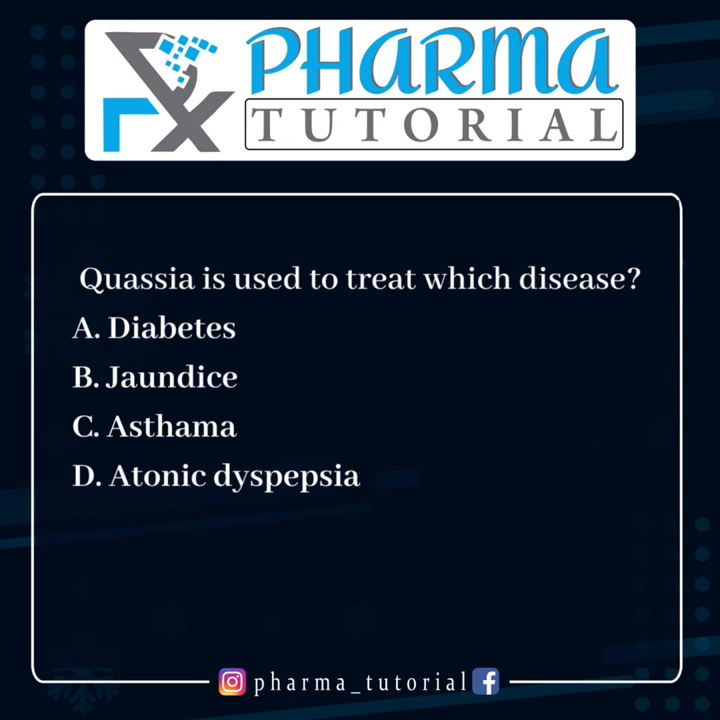 PHARMA
TUTORIAL
Quassia is used to treat which disease?
A. Diabetes
B. Jaundice
C. Asthama
D. Atonic dyspepsia
pharma_tutorial